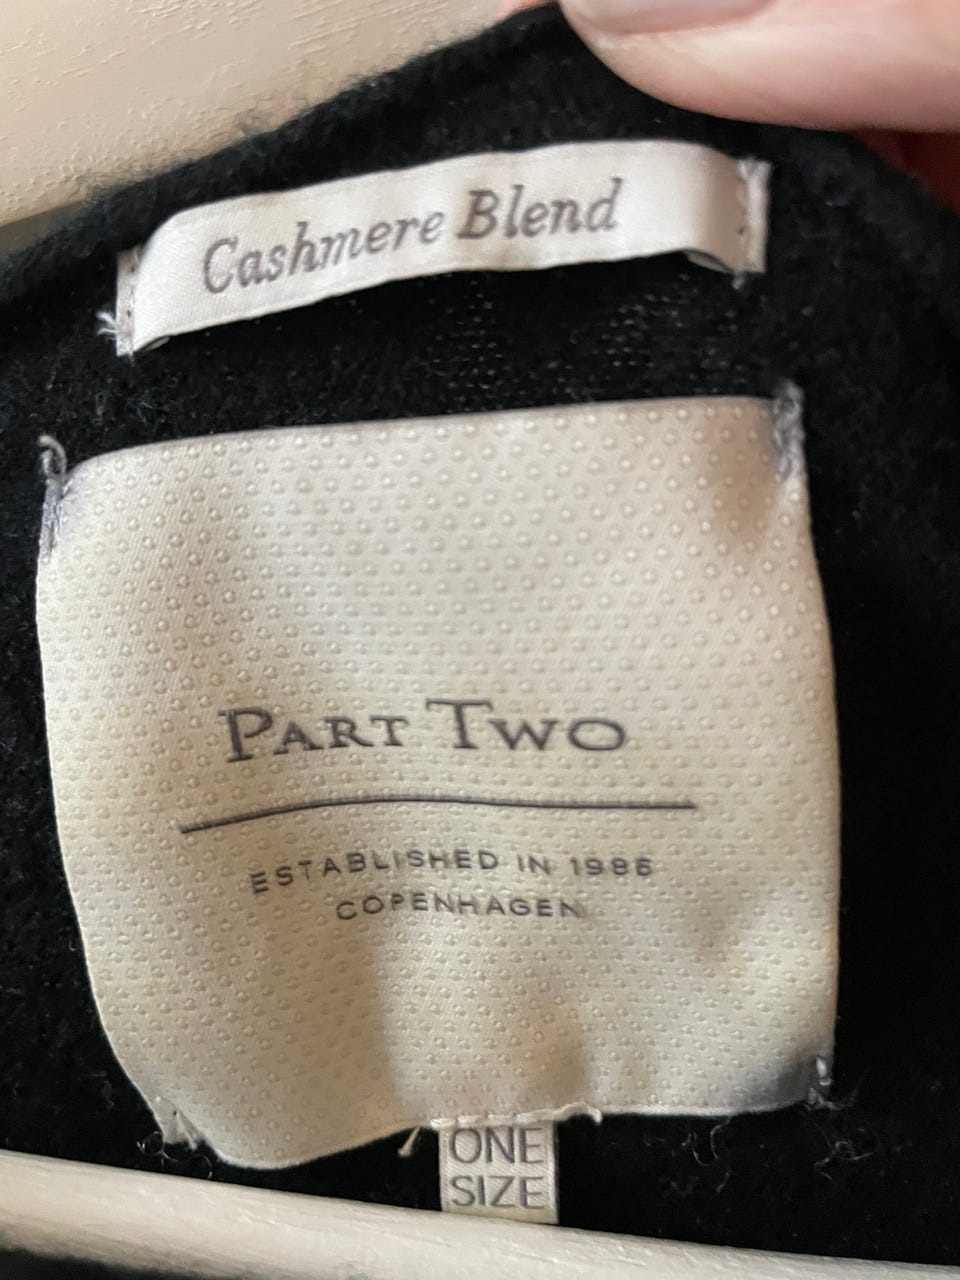 Cashmere Blend
PART TWO
ESTABLISHED IN 1986
COPENHAGEN
ONE
SIZE